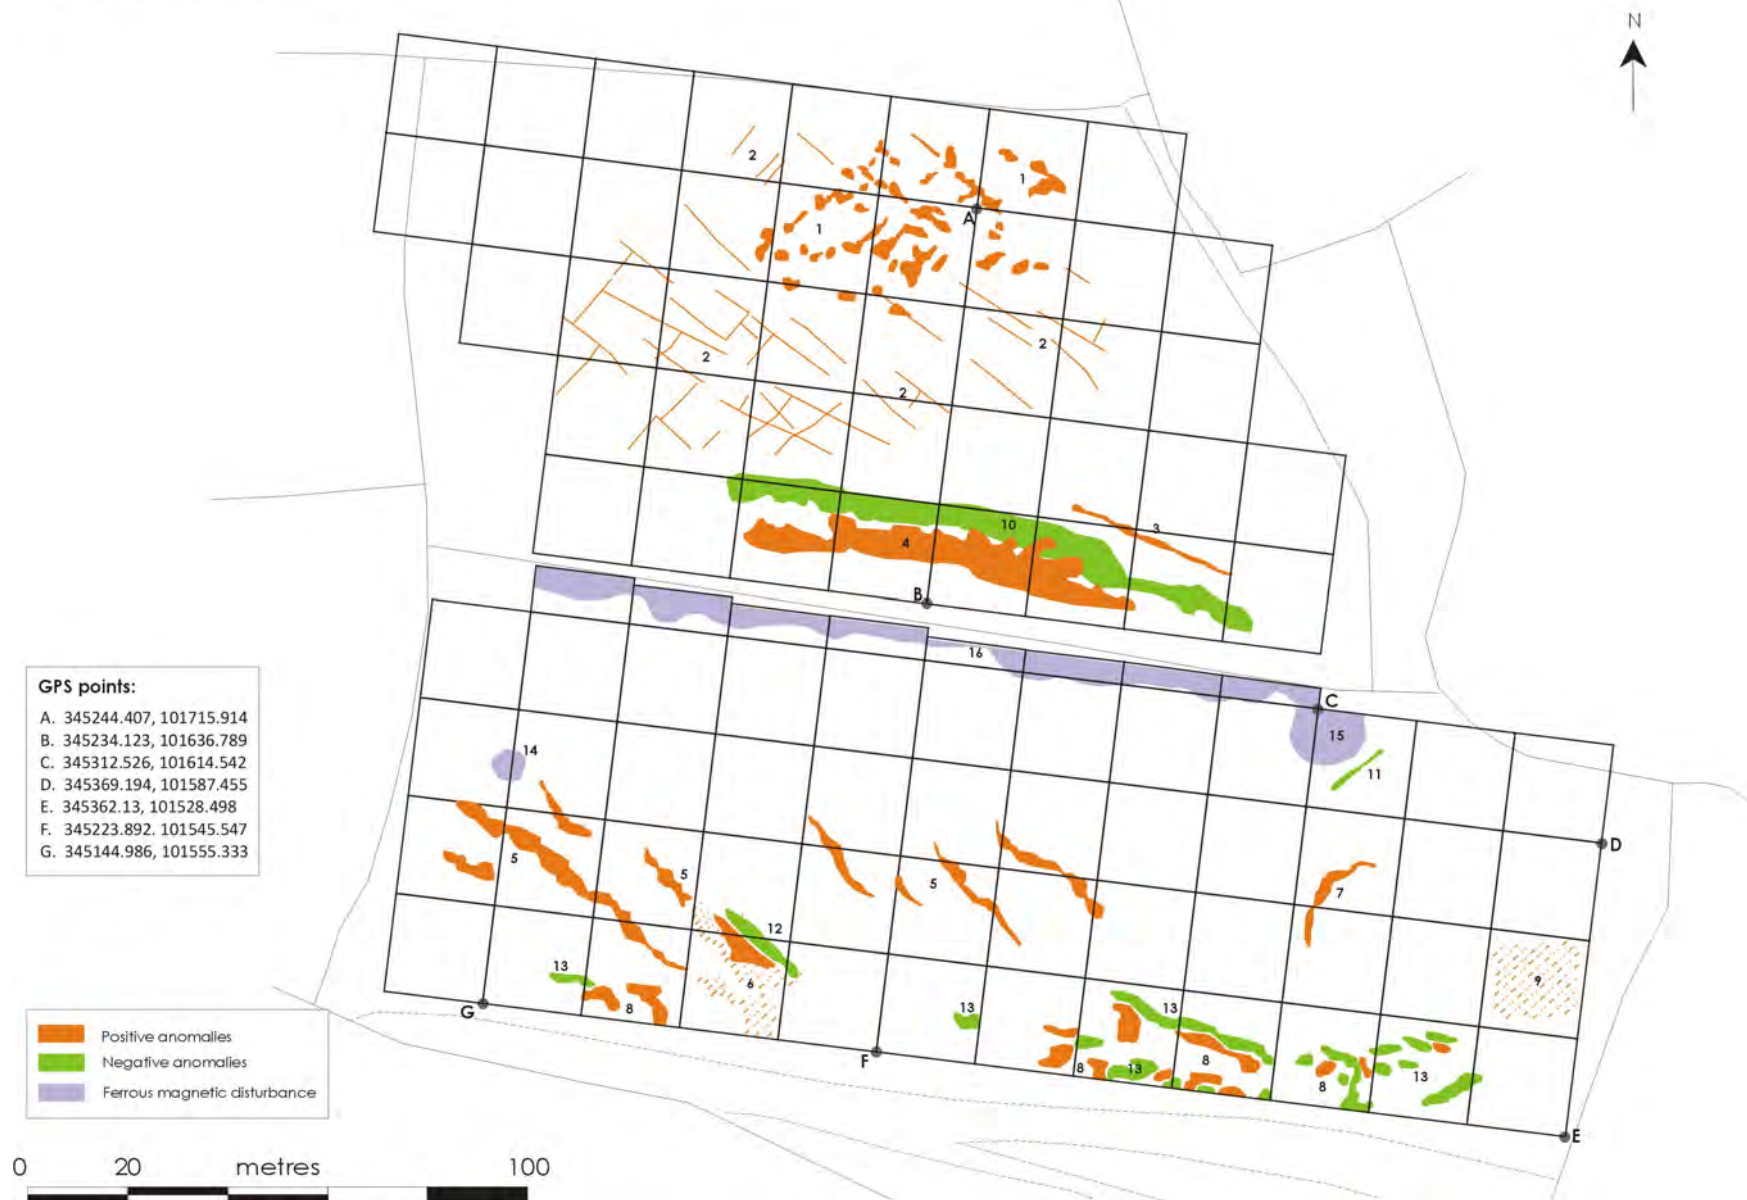 N
2
1
A
1
2
2
2
10
3
4
B
16
C
15
14
11
GPS points:
A. 345244.407, 101715.914
B. 345234.123, 101636.789
C. 345312.526, 101614.542
D. 345369.194, 101587.455
E. 345362.13, 101528.498
F. 345223.892. 101545.547
G. 345144.986, 101555.333
D
5
5
5
7
12
13
6
9
G
8
13
13
F
8
13
8
8
13
E
Positive anomalies
Negative anomalies
Ferrous magnetic disturbance
0 20 metres 100